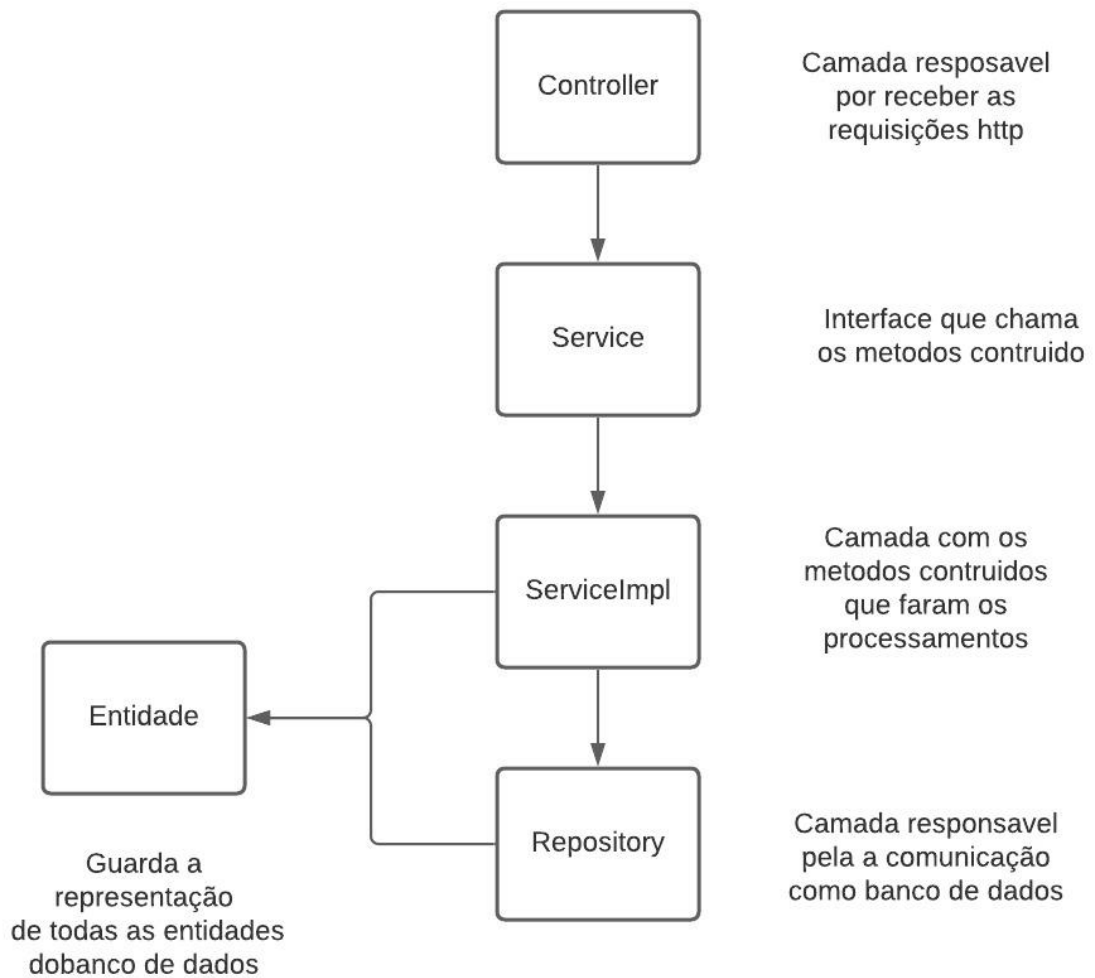 Controller
Camada resposavel
por receber as
requisições http
Service
Interface que chama
os metodos contruido
ServiceImpl
Camada com os
metodos contruidos
que faram os
processamentos
Entidade
Guarda a
representação
de todas as entidades
dobanco de dados
Repository
Camada responsavel
pela a comunicação
como banco de dados